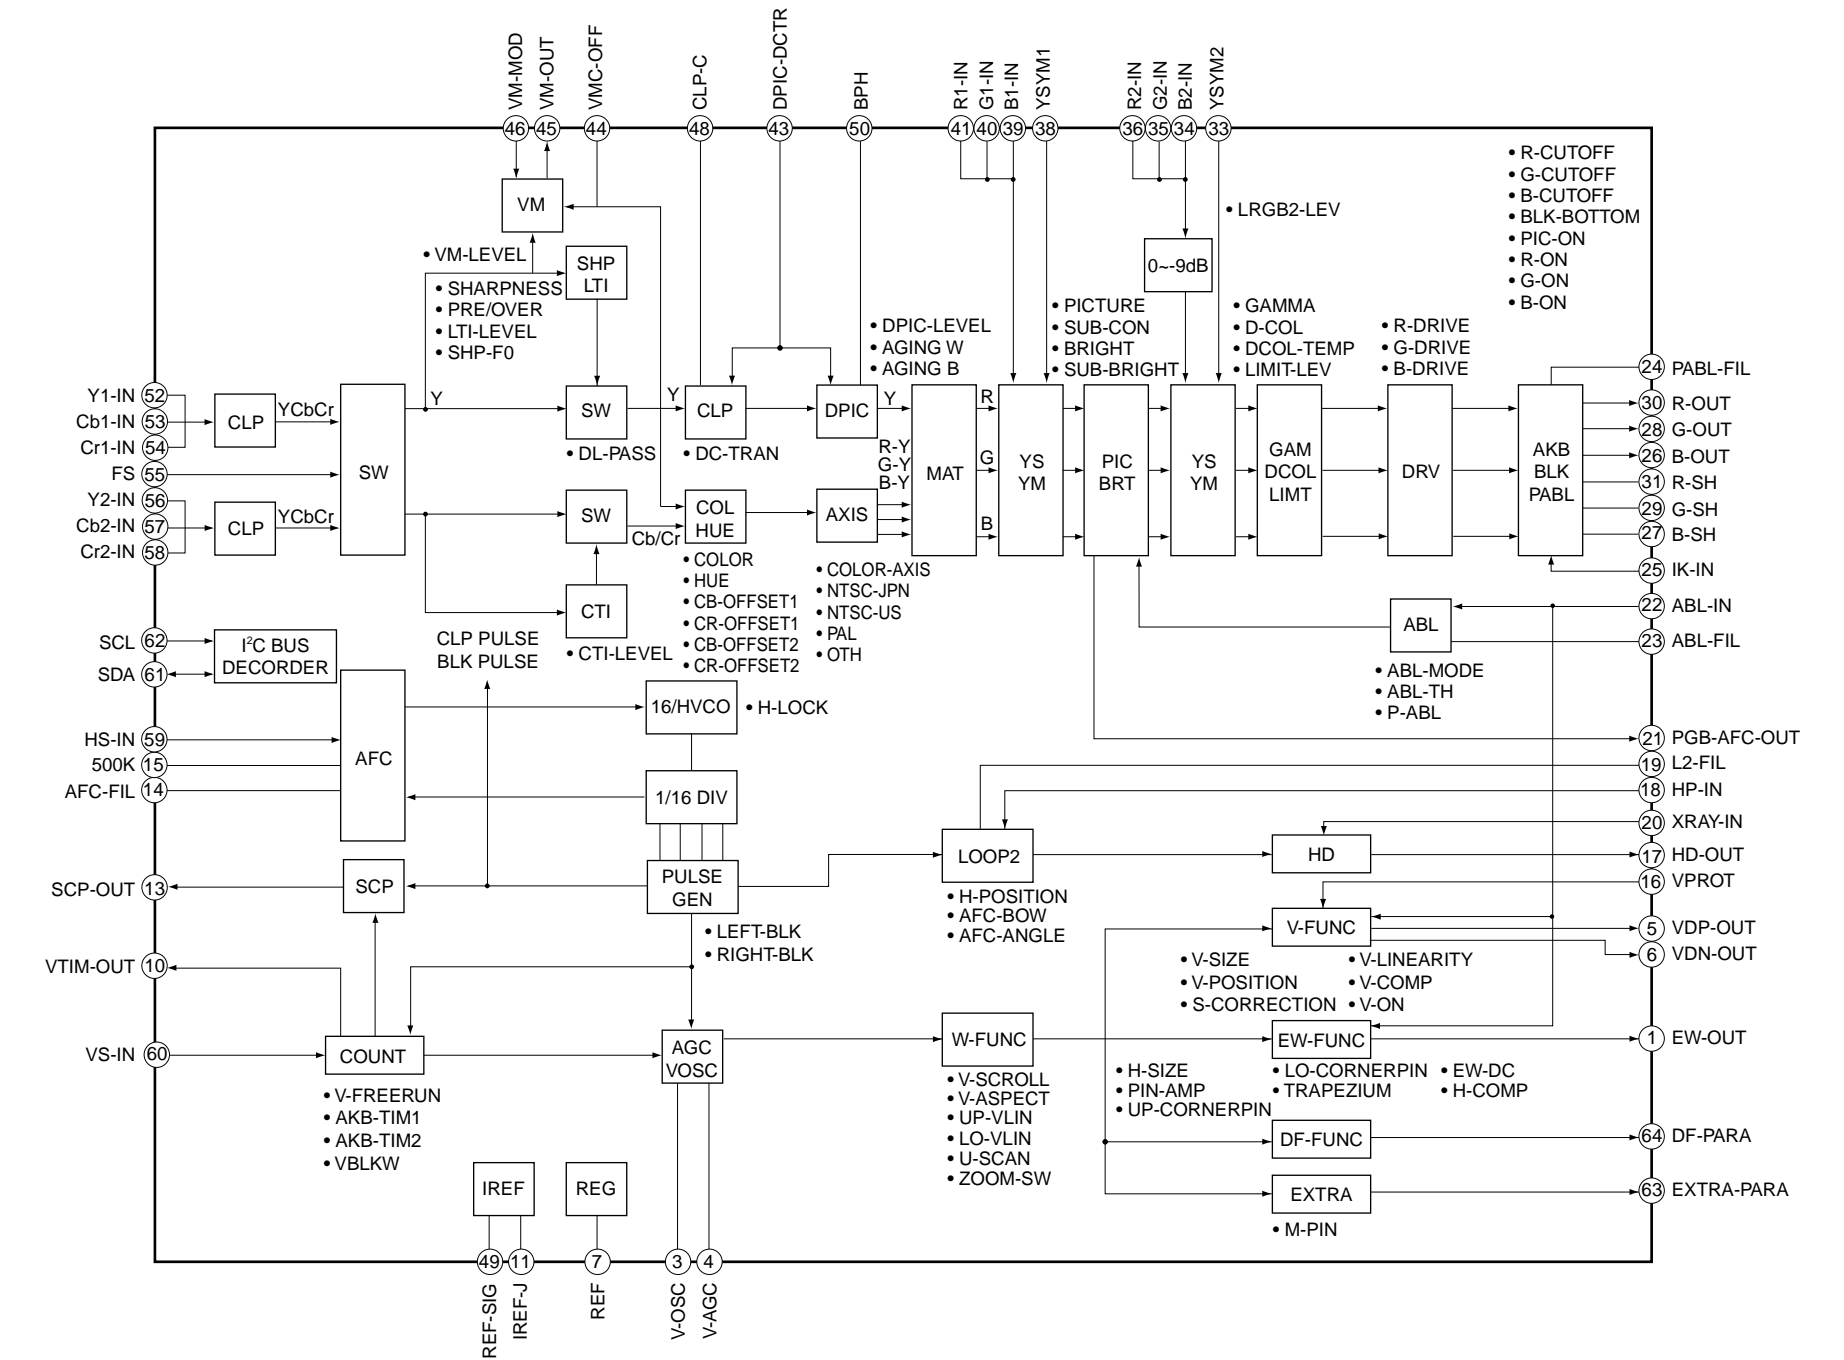 VM-MOD
VM-OUT
VMC-OFF
CLP-C
DPIC-DCTR
BPH
R1-IN
G1-IN
B1-IN
YSYM1
R2-IN
G2-IN
B2-IN
YSYM2
46
45
44
48
43
50
41
40
39
38
36
35
34
33
• R-CUTOFF
• G-CUTOFF
• B-CUTOFF
• BLK-BOTTOM
• PIC-ON
• R-ON
• G-ON
• B-ON
VM
• LRGB2-LEV
• VM-LEVEL
SHP
LTI
0~-9dB
• SHARPNESS
• PRE/OVER
• LTI-LEVEL
• SHP-F0
• DPIC-LEVEL
• AGING W
• AGING B
• PICTURE
• SUB-CON
• BRIGHT
• SUB-BRIGHT
• GAMMA
• D-COL
• DCOL-TEMP
• LIMIT-LEV
• R-DRIVE
• G-DRIVE
• B-DRIVE
Y1-IN 52
Cb1-IN 53
Cr1-IN 54
FS 55
Y2-IN 56
Cb2-IN 57
Cr2-IN 58
CLP
YCbCr
CLP
YCbCr
SW
Y
SW
• DL-PASS
Y
CLP
• DC-TRAN
DPIC
Y
R-Y
G-Y
B-Y
MAT
R
G
B
YS
YM
PIC
BRT
YS
YM
GAM
DCOL
LIMT
DRV
AKB
BLK
PABL
24 PABL-FIL
30 R-OUT
28 G-OUT
26 B-OUT
31 R-SH
29 G-SH
27 B-SH
25 IK-IN
22 ABL-IN
23 ABL-FIL
SW
Cb/Cr
COL
HUE
AXIS
CTI
• CTI-LEVEL
• COLOR
• HUE
• CB-OFFSET1
• CR-OFFSET1
• CB-OFFSET2
• CR-OFFSET2
• COLOR-AXIS
• NTSC-JPN
• NTSC-US
• PAL
• OTH
ABL
• ABL-MODE
• ABL-TH
• P-ABL
SCL 62
SDA 61
I2C BUS
DECORDER
CLP PULSE
BLK PULSE
HS-IN 59
500K 15
AFC-FIL 14
AFC
16/HVCO
• H-LOCK
1/16 DIV
21 PGB-AFC-OUT
19 L2-FIL
18 HP-IN
20 XRAY-IN
17 HD-OUT
16 VPROT
5 VDP-OUT
6 VDN-OUT
SCP-OUT 13
SCP
PULSE
GEN
• LEFT-BLK
• RIGHT-BLK
LOOP2
• H-POSITION
• AFC-BOW
• AFC-ANGLE
HD
V-FUNC
• V-SIZE
• V-POSITION
• S-CORRECTION
• V-LINEARITY
• V-COMP
• V-ON
VTIM-OUT 10
VS-IN 60
COUNT
• V-FREERUN
• AKB-TIM1
• AKB-TIM2
• VBLKW
AGC
VOSC
W-FUNC
• V-SCROLL
• V-ASPECT
• UP-VLIN
• LO-VLIN
• U-SCAN
• ZOOM-SW
EW-FUNC
1 EW-OUT
• H-SIZE
• PIN-AMP
• UP-CORNERPIN
• LO-CORNERPIN
• TRAPEZIUM
• EW-DC
• H-COMP
DF-FUNC
64 DF-PARA
EXTRA
63 EXTRA-PARA
• M-PIN
IREF
REG
49
11
7
3
4
REF-SIG
IREF-J
REF
V-OSC
V-AGC